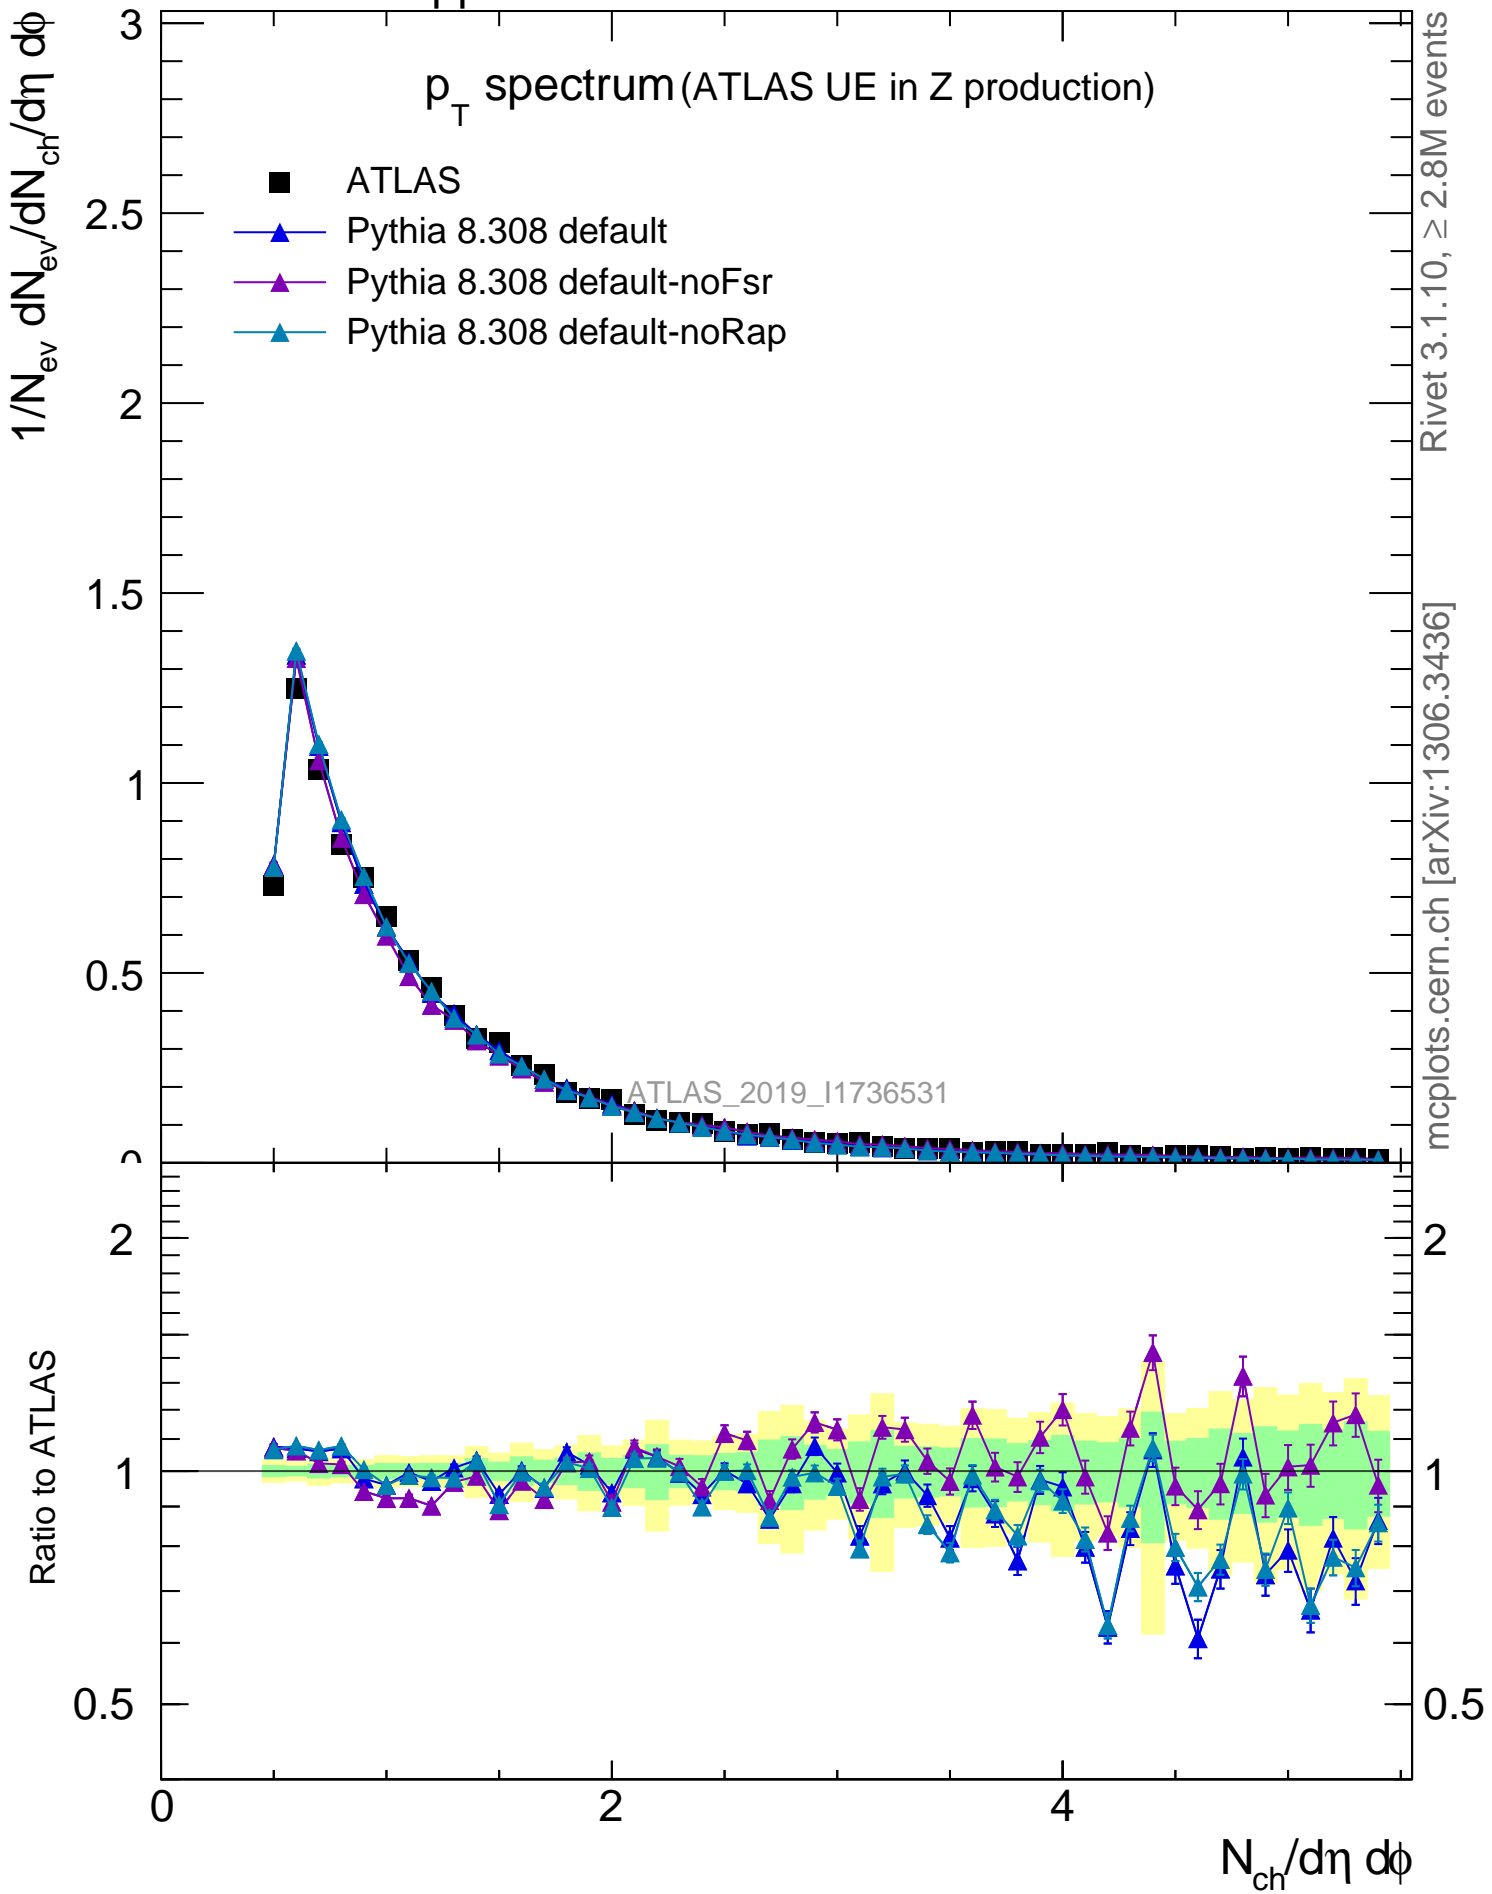 p_T spectrum (ATLAS UE in Z production)
1/N_ev dN_ev/dN_ch/dη dϕ
ATLAS
Pythia 8.308 default
Pythia 8.308 default-noFsr
Pythia 8.308 default-noRap
3
2.5
2
1.5
1
0.5
0
ATLAS_2019_I1736531
Rivet 3.1.10, ≥ 2.8M events
mcplots.cern.ch [arXiv:1306.3436]
Ratio to ATLAS
2
1
0.5
2
1
0.5
0
2
4
N_ch/dη dϕ